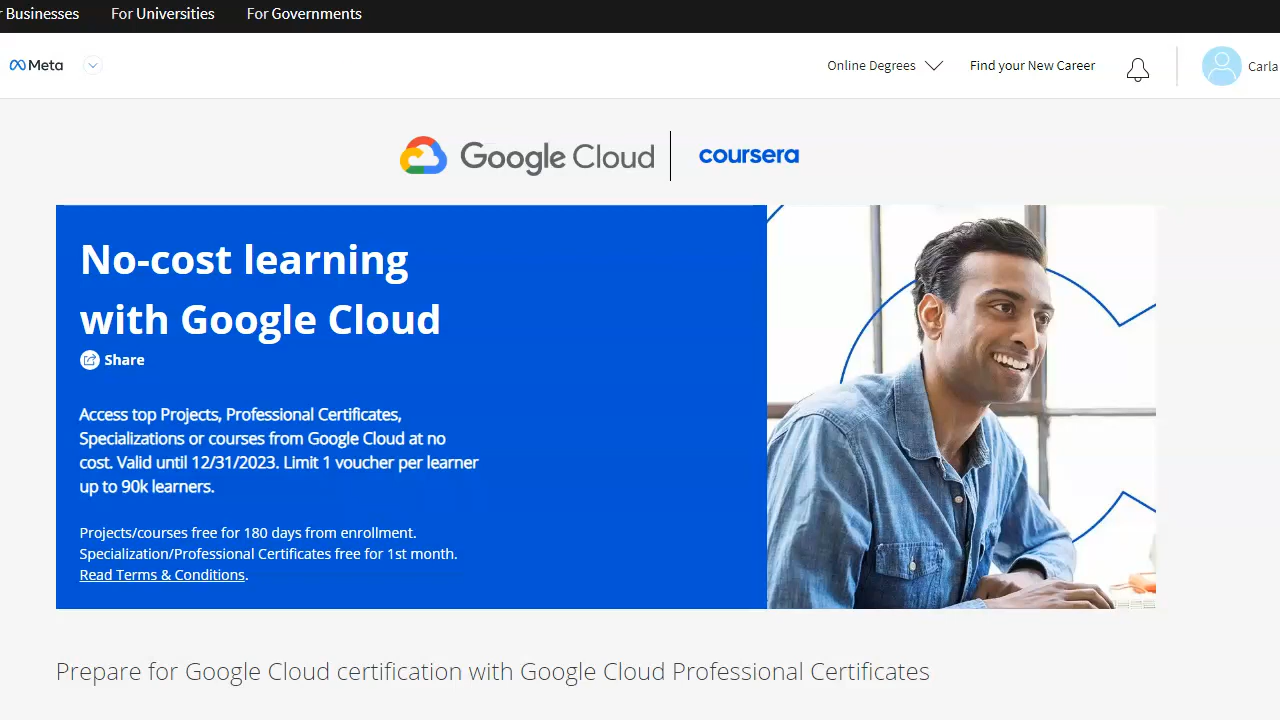 Businesses
For Universities
For Governments
Meta
Online Degrees
Find your New Career
Carla
Google Cloud
coursera
No-cost learning
with Google Cloud
Share
Access top Projects, Professional Certificates,
Specializations or courses from Google Cloud at no
cost. Valid until 12/31/2023. Limit 1 voucher per learner
up to 90k learners.
Projects/courses free for 180 days from enrollment.
Specialization/Professional Certificates free for 1st month.
Read Terms & Conditions.
Prepare for Google Cloud certification with Google Cloud Professional Certificates